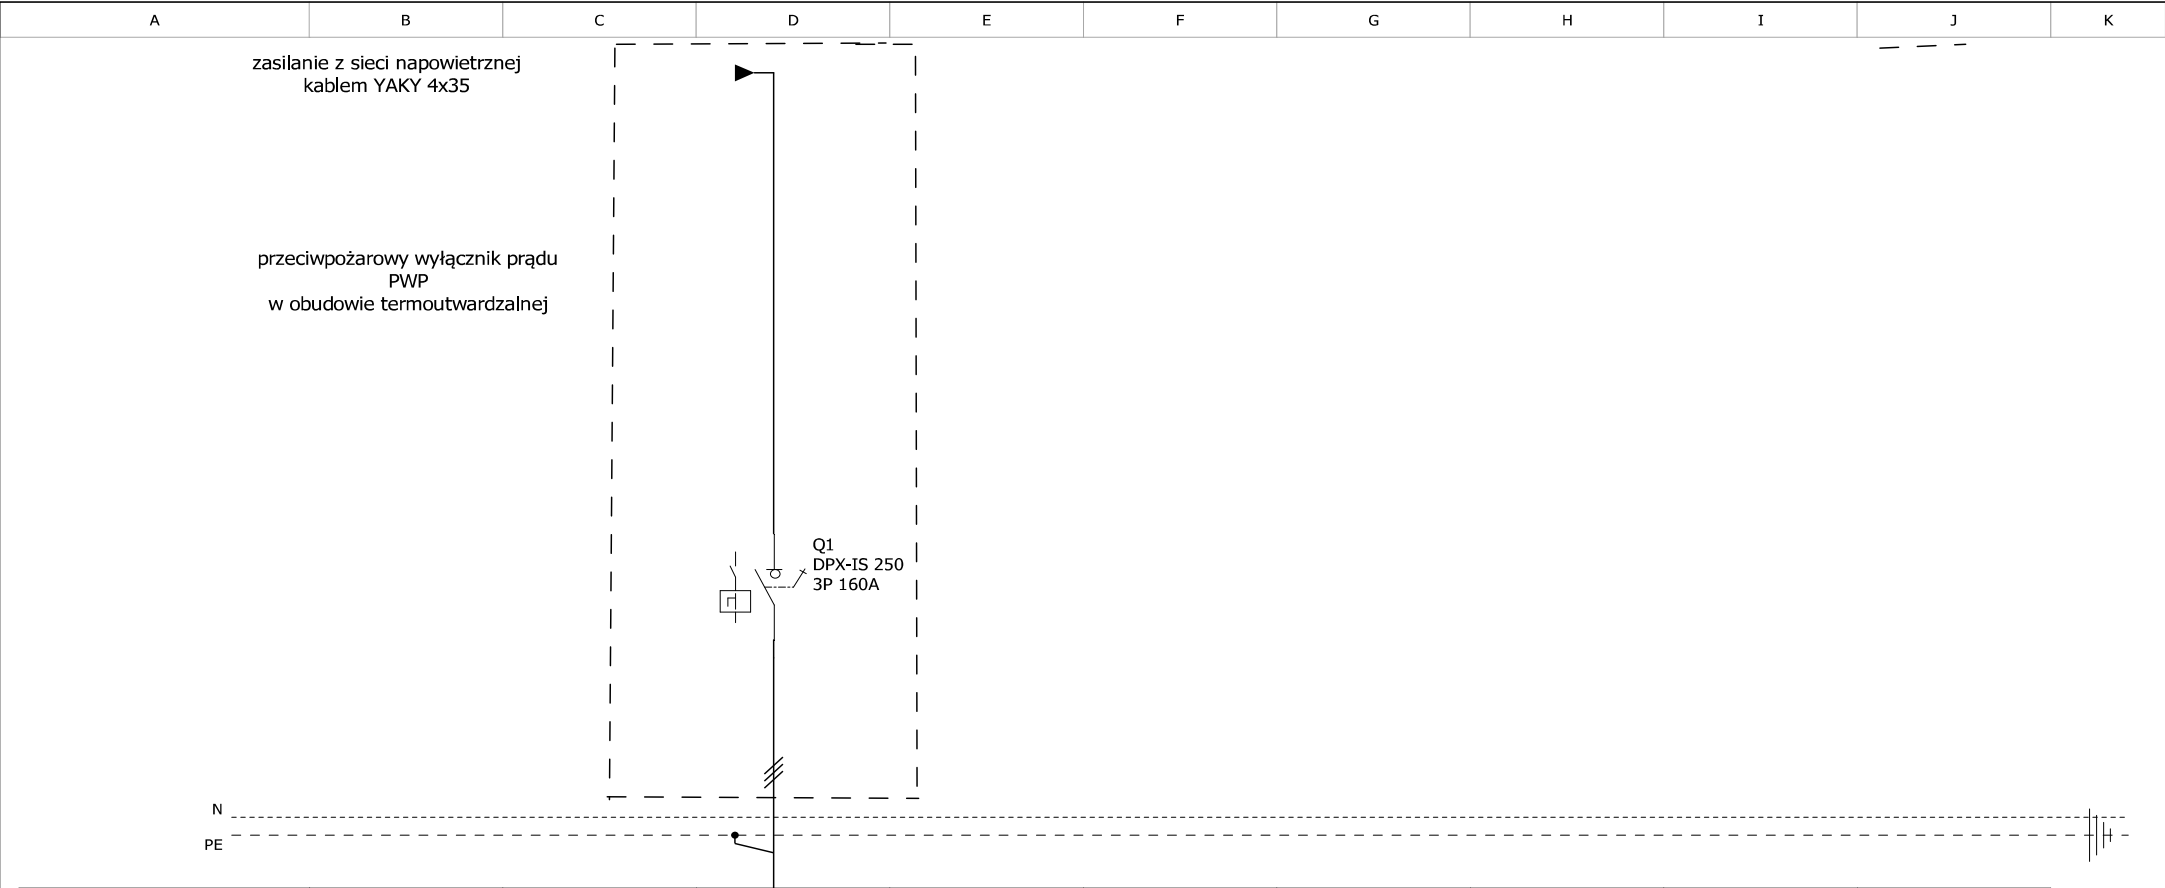 A B C D E F G H I J K
zasilanie z sieci napowietrznej
kablem YAKY 4x35
przeciwpożarowy wyłącznik prądu
PWP
w obudowie termoutwardzalnej
Q1
DPX-IS 250
3P 160A
N
PE